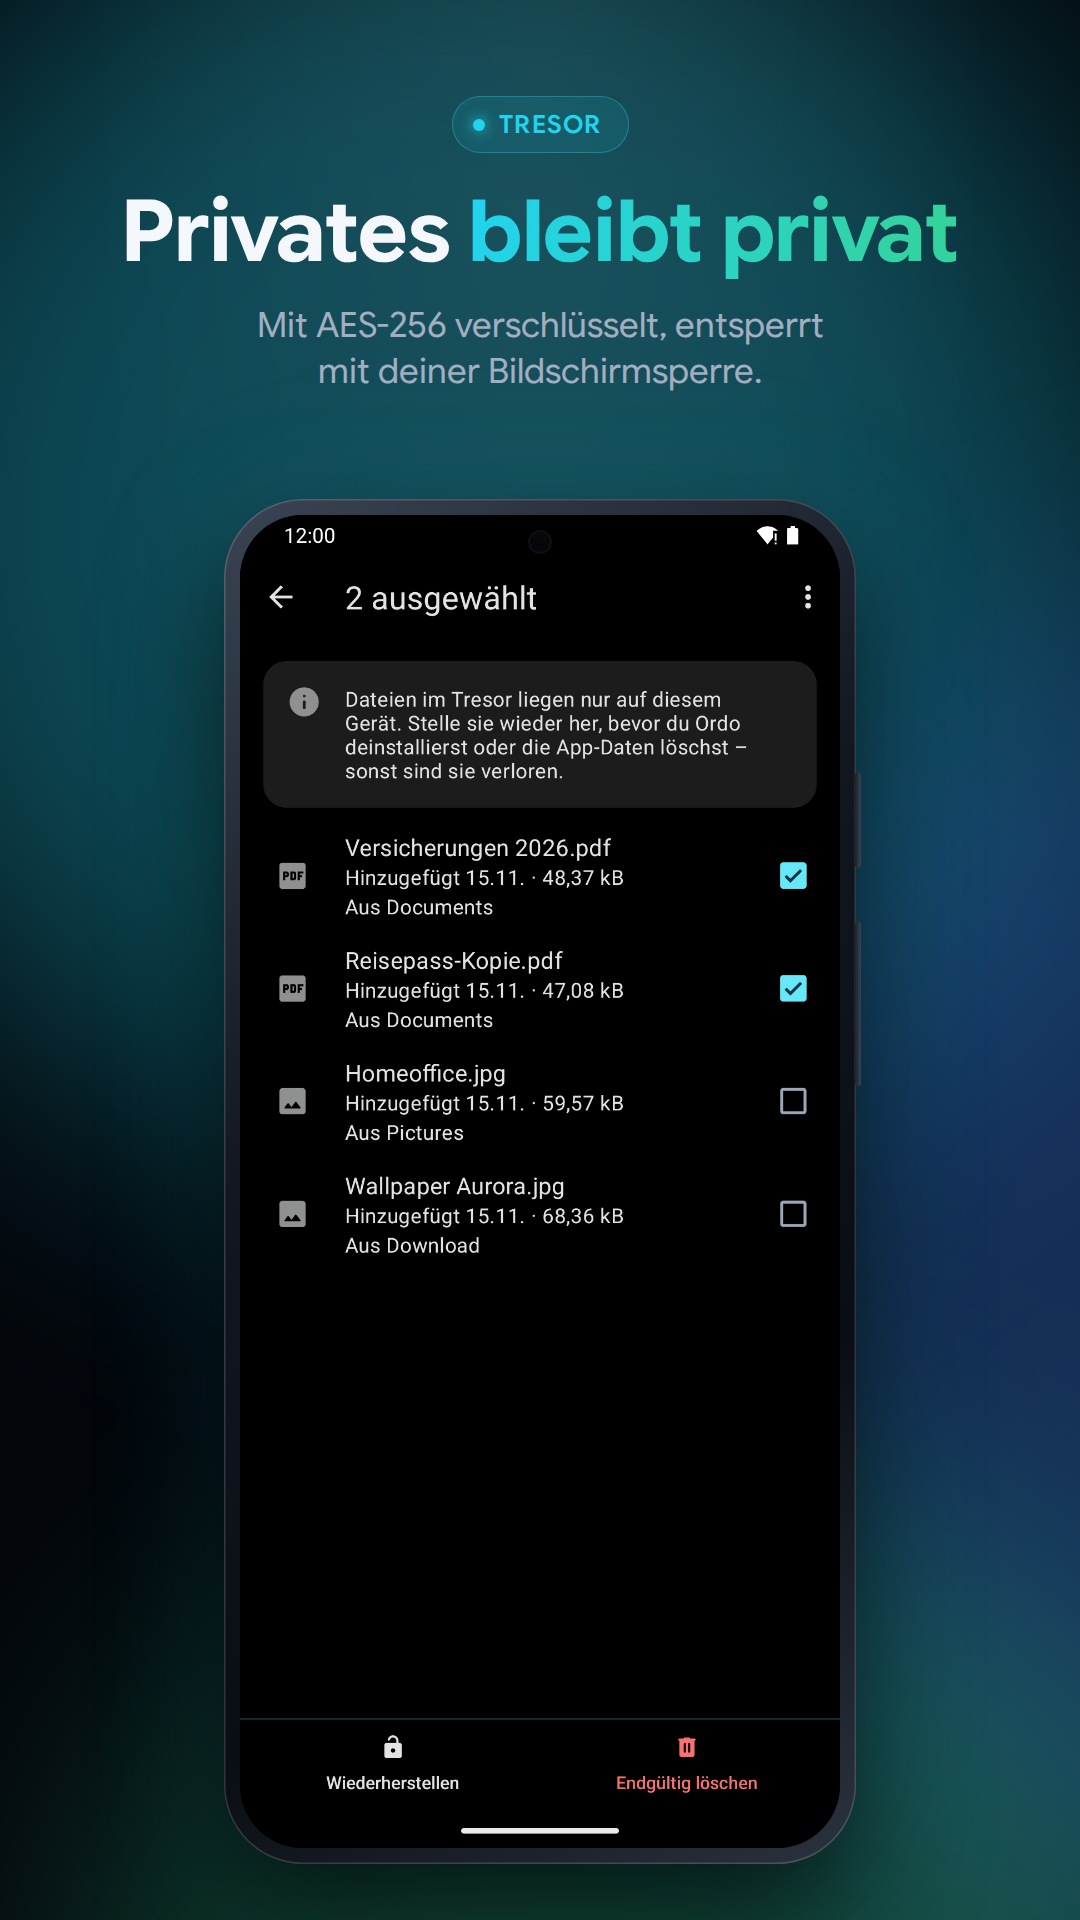 TRESOR
Privates bleibt privat
Mit AES-256 verschlüsselt, entsperrt
mit deiner Bildschirmsperre.
12:00
2 ausgewählt
Dateien im Tresor liegen nur auf diesem
Gerät. Stelle sie wieder her, bevor du Ordo
deinstallierst oder die App-Daten löschst –
sonst sind sie verloren.
Versicherungen 2026.pdf
PDF
Hinzugefügt 15.11. · 48,37 kB
Aus Documents
Reisepass-Kopie.pdf
PDF
Hinzugefügt 15.11. · 47,08 kB
Aus Documents
Homeoffice.jpg
Hinzugefügt 15.11. · 59,57 kB
Aus Pictures
Wallpaper Aurora.jpg
Hinzugefügt 15.11. · 68,36 kB
Aus Download
Wiederherstellen
Endgültig löschen